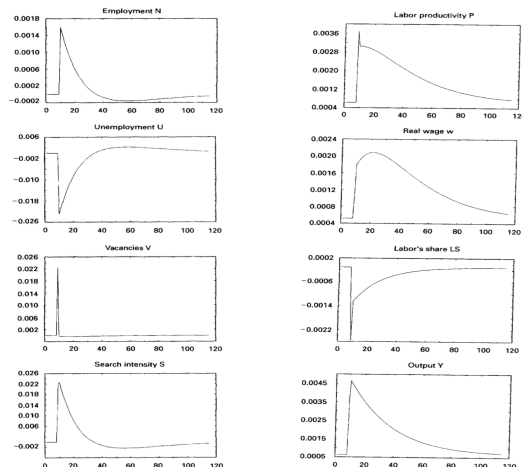 Employment N
0.0018
0.0014
0.0010
0.0006
0.0002
−0.0002
0 20 40 60 80 100 120
Unemployment U
0.006
−0.002
−0.010
−0.018
−0.026
0 20 40 60 80 100 120
Vacancies V
0.026
0.022
0.018
0.014
0.010
0.006
0.002
0 20 40 60 80 100 120
Search intensity S
0.026
0.022
0.018
0.014
0.010
0.006
−0.002
0 20 40 60 80 100 120
Labor productivity P
0.0036
0.0028
0.0020
0.0012
0.0004
0 20 40 60 80 100 120
Real wage w
0.0024
0.0020
0.0016
0.0012
0.0008
0.0004
0 20 40 60 80 100 120
Labor's share LS
0.0002
−0.0006
−0.0014
−0.0022
0 20 40 60 80 100 120
Output Y
0.0045
0.0035
0.0025
0.0015
0.0005
0 20 40 60 80 100 120